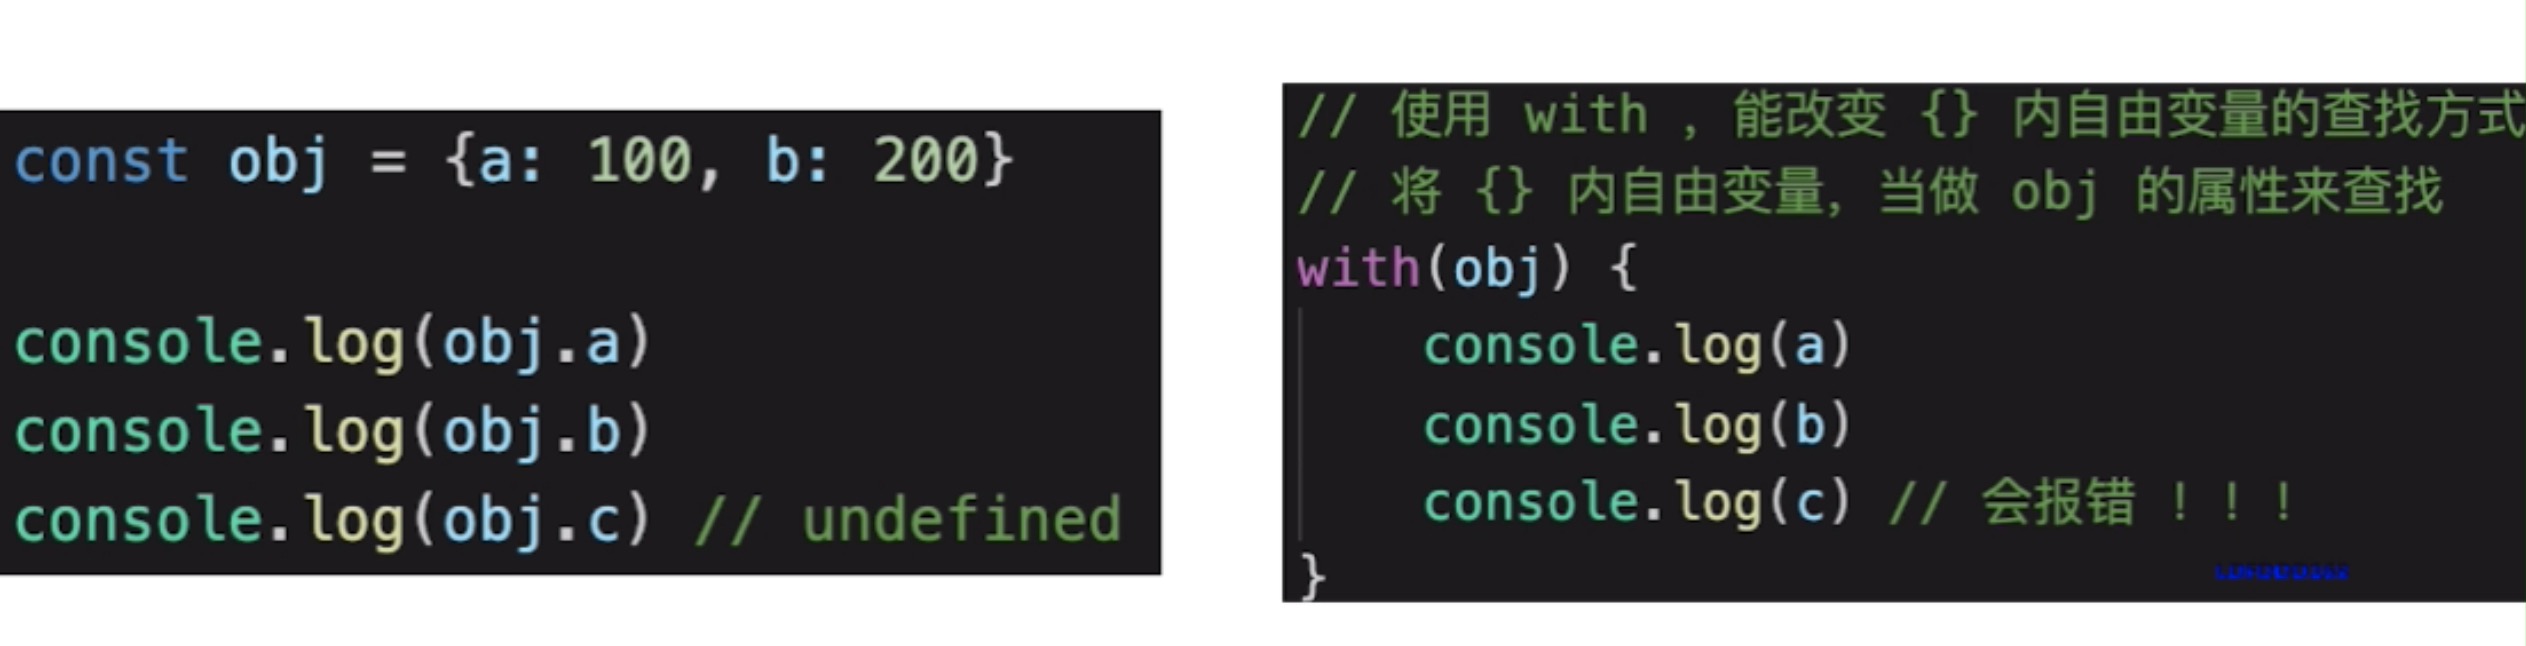 const obj = {a: 100, b: 200}
console.log(obj.a)
console.log(obj.b)
console.log(obj.c) // undefined
// 使用 with ，能改变 {} 内自由变量的查找方式
// 将 {} 内自由变量，当做 obj 的属性来查找
with(obj) {
console.log(a)
console.log(b)
console.log(c) // 会报错 ！！！
}